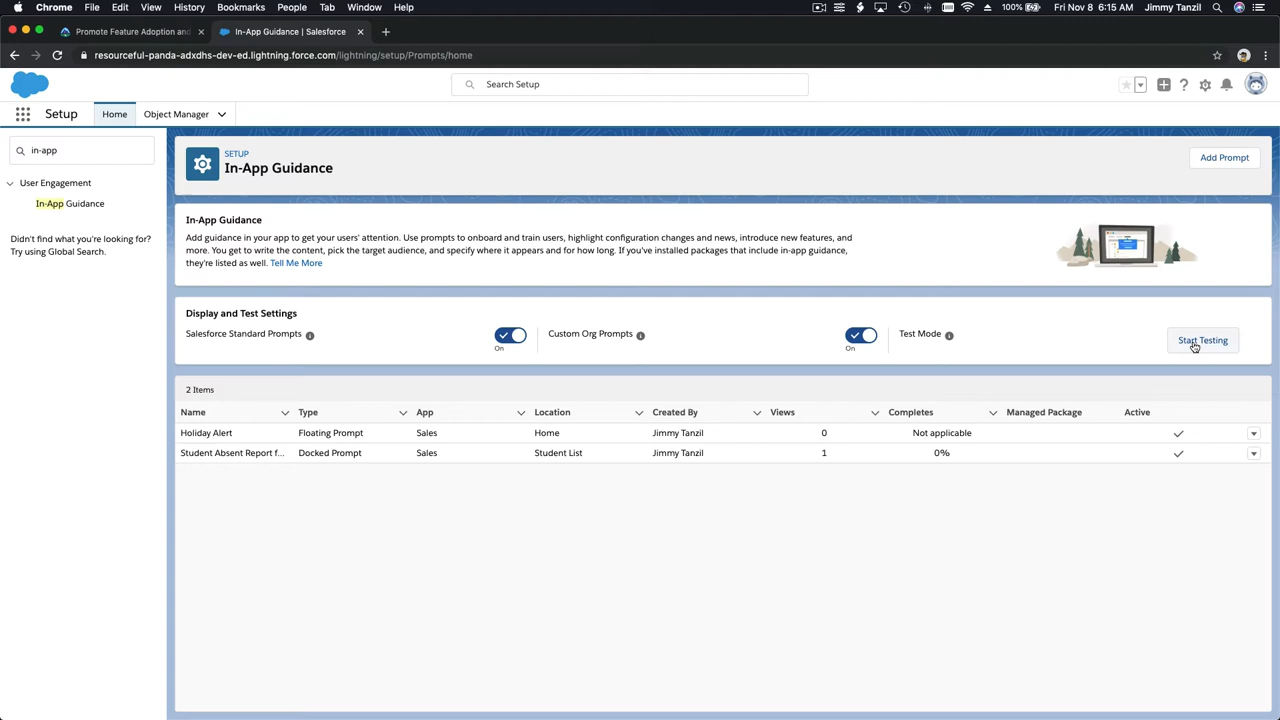 Chrome File Edit View History Bookmarks People Tab Window Help 100% Fri Nov 8 6:15 AM Jimmy Tanzil
Promote Feature Adoption and
In-App Guidance | Salesforce
resourceful-panda-adxdhs-dev-ed.lightning.force.com/lightning/setup/Prompts/home
Search Setup
Setup Home Object Manager
in-app
User Engagement
In-App Guidance
Didn't find what you're looking for?
Try using Global Search.
SETUP
In-App Guidance
Add Prompt
In-App Guidance
Add guidance in your app to get your users' attention. Use prompts to onboard and train users, highlight configuration changes and news, introduce new features, and
more. You get to write the content, pick the target audience, and specify where it appears and for how long. If you've installed packages that include in-app guidance,
they're listed as well. Tell Me More
Display and Test Settings
Salesforce Standard Prompts On Custom Org Prompts On Test Mode Start Testing
2 Items
Name Type App Location Created By Views Completes Managed Package Active
Holiday Alert Floating Prompt Sales Home Jimmy Tanzil 0 Not applicable
Student Absent Report f... Docked Prompt Sales Student List Jimmy Tanzil 1 0%